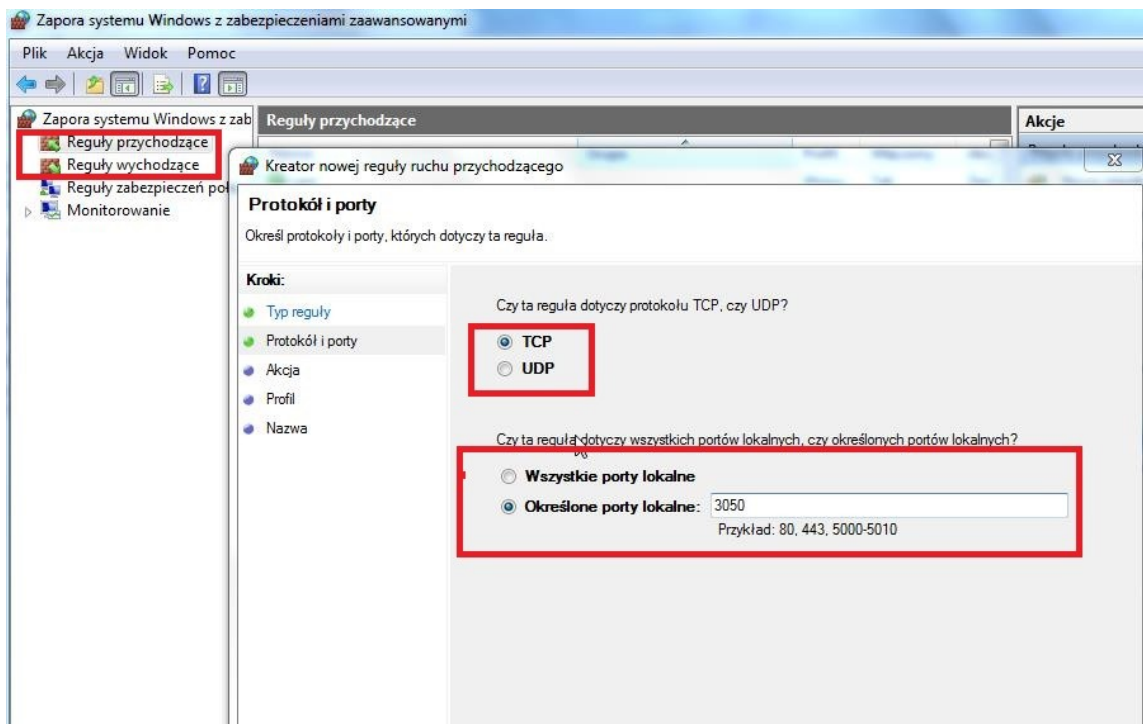 Zapora systemu Windows z zabezpieczeniami zaawansowanymi
Plik Akcja Widok Pomoc
Zapora systemu Windows z zab
Reguły przychodzące
Reguły wychodzące
Reguły zabezpieczeń poł
Monitorowanie
Reguły przychodzące
Akcje
Kreator nowej reguły ruchu przychodzącego
Protokół i porty
Określ protokoły i porty, których dotyczy ta reguła.
Kroki:
Typ reguły
Protokół i porty
Akcja
Profil
Nazwa
Czy ta reguła dotyczy protokołu TCP, czy UDP?
TCP
UDP
Czy ta reguła dotyczy wszystkich portów lokalnych, czy określonych portów lokalnych?
Wszystkie porty lokalne
Określone porty lokalne: 3050
Przykład: 80, 443, 5000-5010